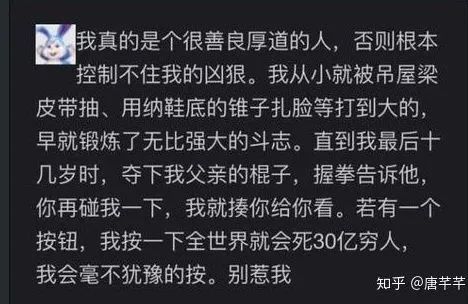 我真的是个很善良厚道的人，否则根本
控制不住我的凶狠。我从小就被吊屋梁
皮带抽、用纳鞋底的锥子扎脸等打到大的，
早就锻炼了无比强大的斗志。直到我最后十
几岁时，夺下我父亲的棍子，握拳告诉他，
你再碰我一下，我就揍你给你看。若有一个
按钮，我按一下全世界就会死30亿穷人，
我会毫不犹豫的按。别惹我
知乎 @唐芊芊